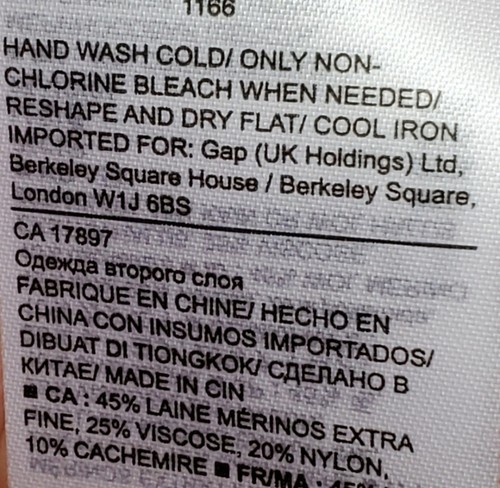 1166
HAND WASH COLD/ ONLY NON-
CHLORINE BLEACH WHEN NEEDED/
RESHAPE AND DRY FLAT/ COOL IRON
IMPORTED FOR: Gap (UK Holdings) Ltd,
Berkeley Square House / Berkeley Square,
London W1J 6BS
CA 17897
Одежда второго слоя
FABRIQUE EN CHINE/ HECHO EN
CHINA CON INSUMOS IMPORTADOS/
DIBUAT DI TIONGKOK/ СДЕЛАНО В
КИТАЕ/ MADE IN CIN
■ CA : 45% LAINE MÉRINOS EXTRA
FINE, 25% VISCOSE, 20% NYLON,
10% CACHEMIRE ■ FR/MA : 45%